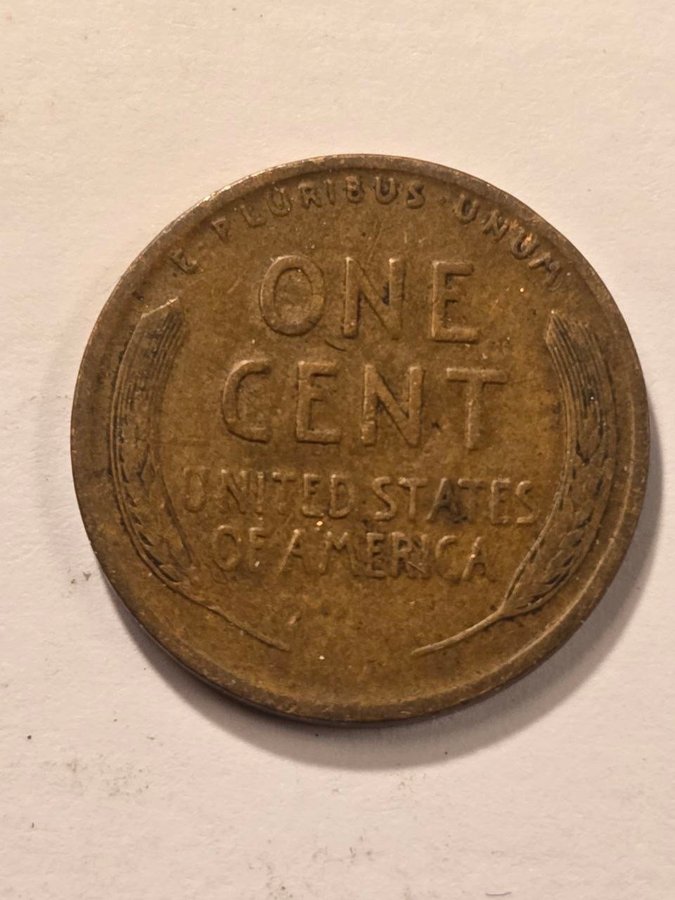 E · PLURIBUS · UNUM
ONE
CENT
UNITED STATES
OF AMERICA